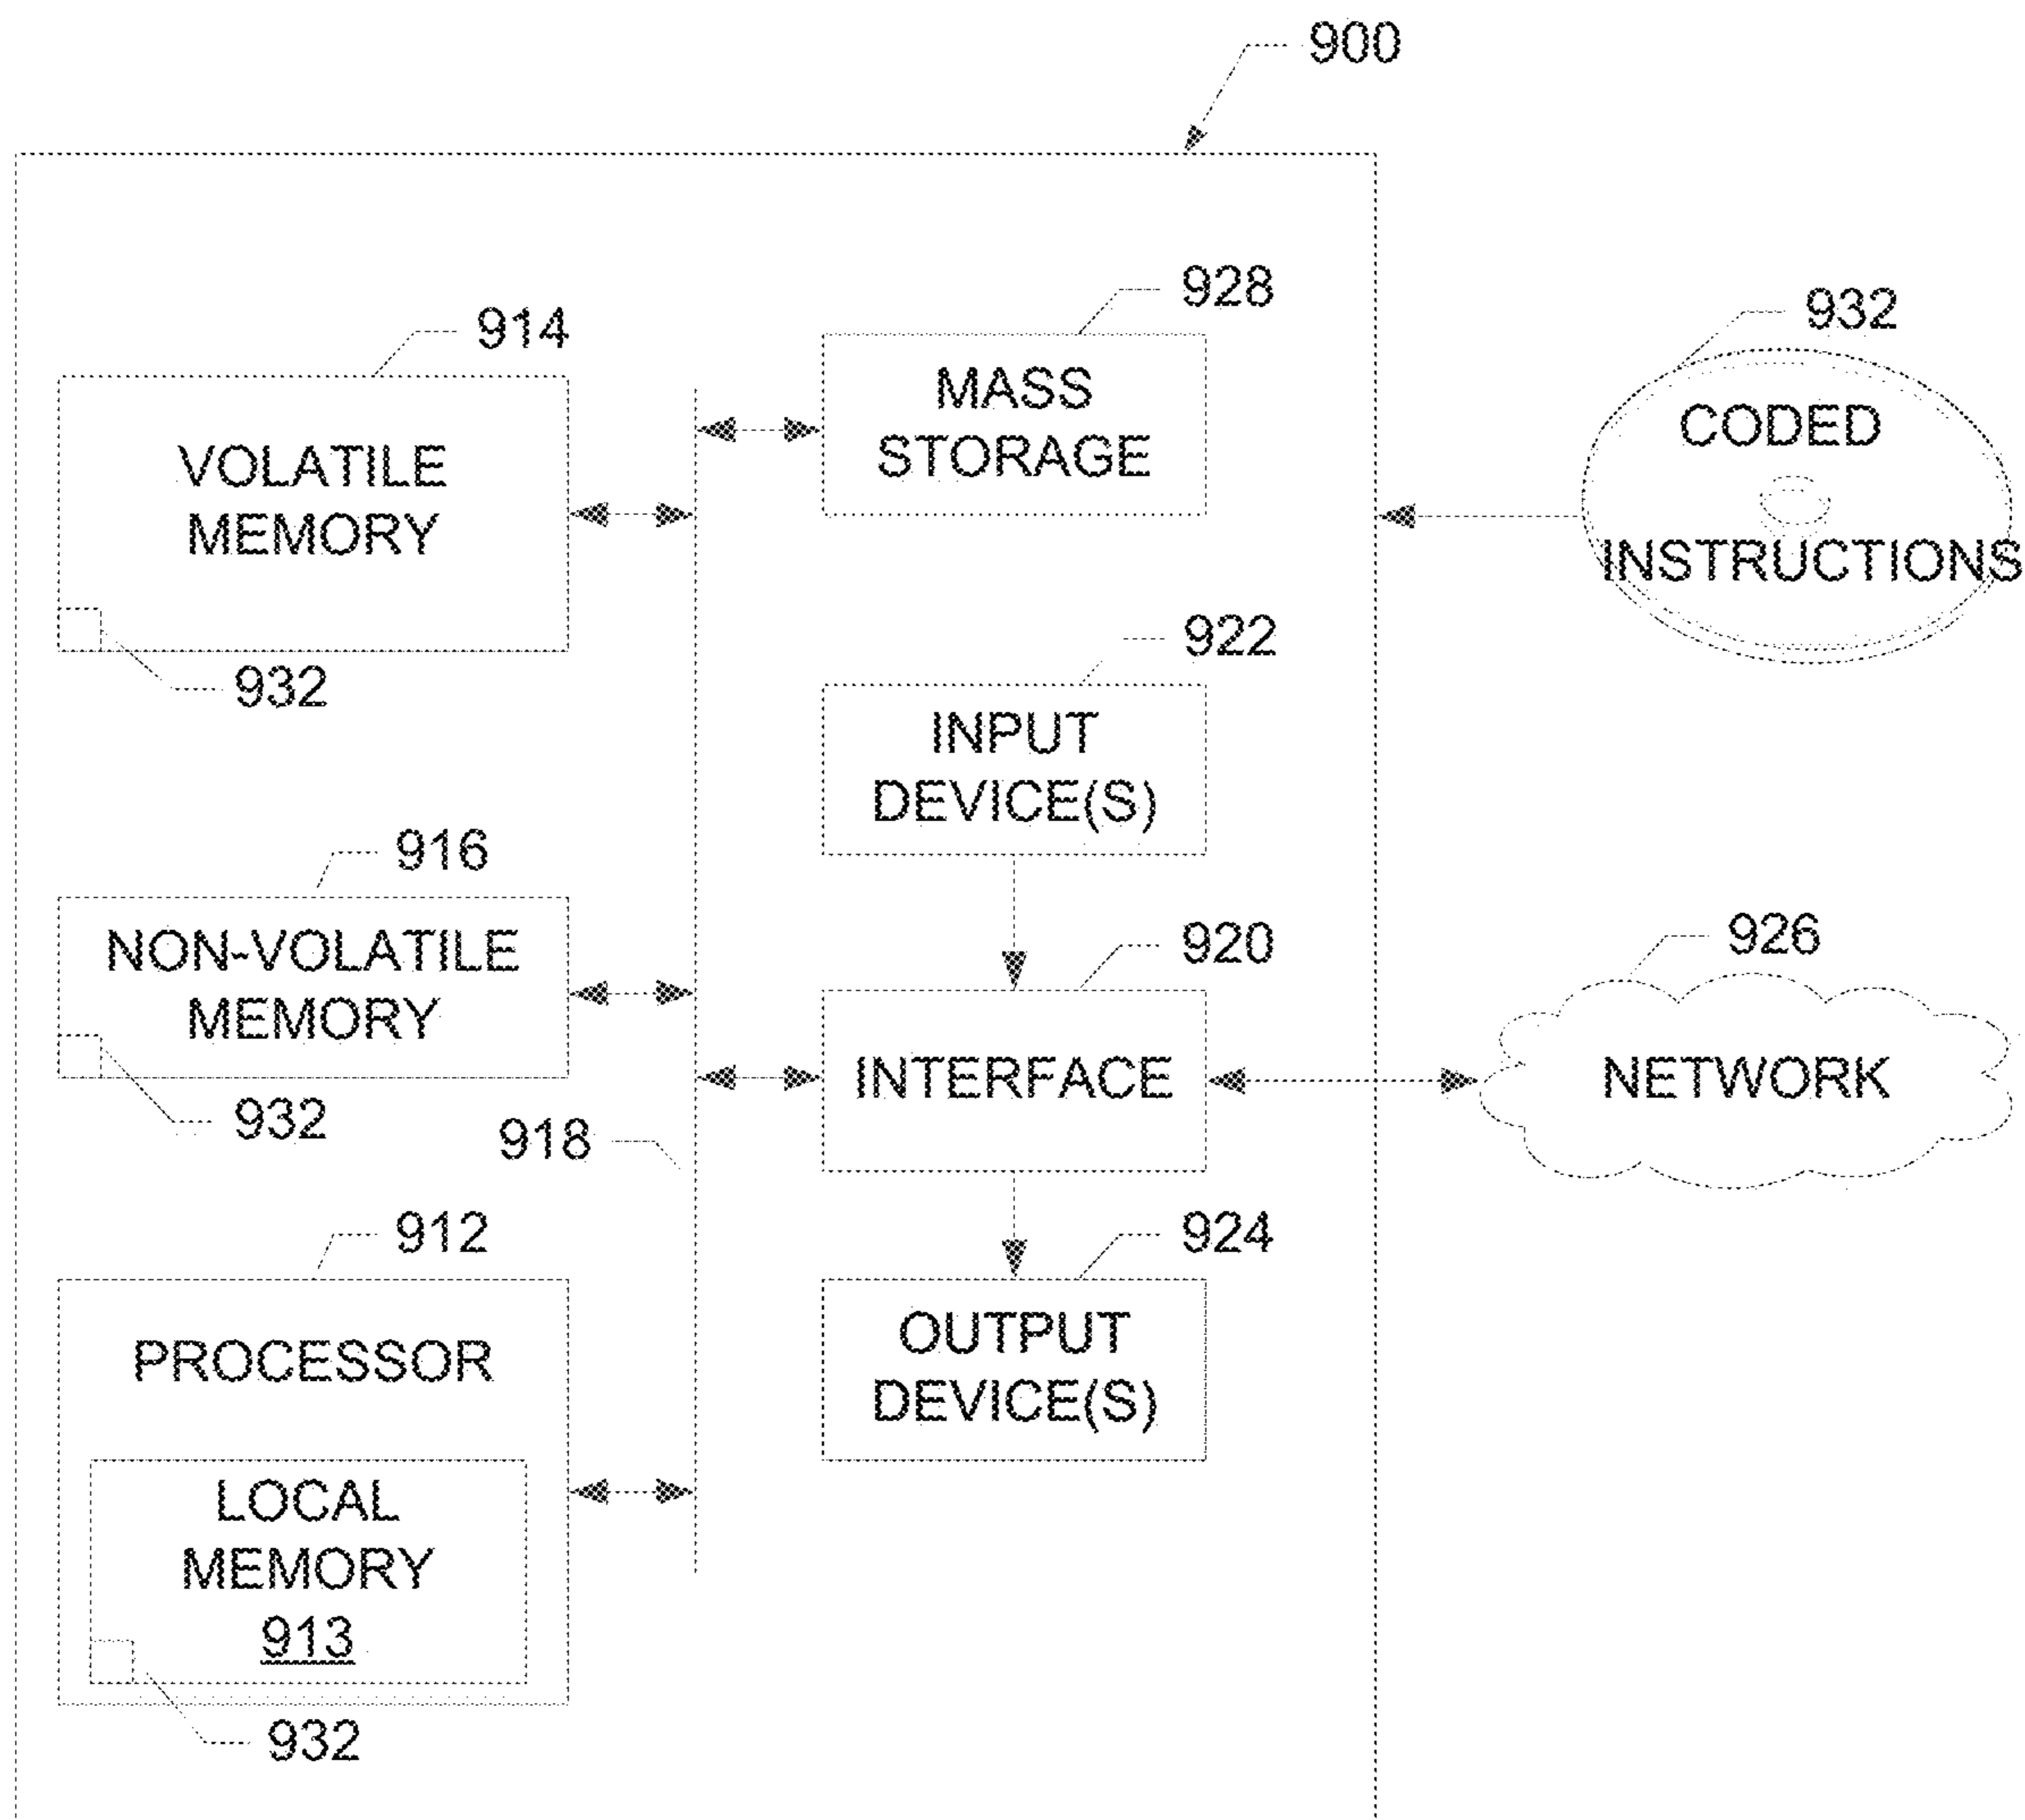 900
914
VOLATILE
MEMORY
932
928
MASS
STORAGE
932
CODED
INSTRUCTIONS
922
INPUT
DEVICE(S)
916
NON-VOLATILE
MEMORY
932
918
920
INTERFACE
926
NETWORK
912
PROCESSOR
LOCAL
MEMORY
913
932
924
OUTPUT
DEVICE(S)